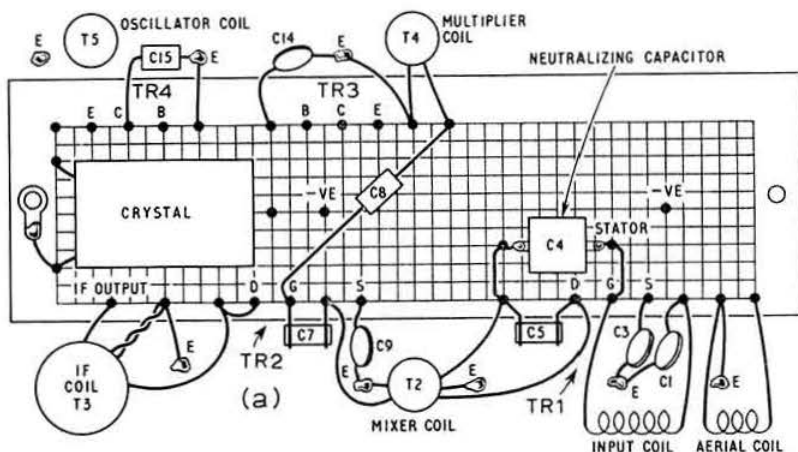 OSCILLATOR COIL
C14
MULTIPLIER
COIL
E
T5
C15
E
E
T4
NEUTRALIZING CAPACITOR
TR4
TR3
E
C
B
B
C
E
CRYSTAL
-VE
C8
-VE
STATOR
C4
IF OUTPUT
D
G
S
D
G
S
C7
C5
C3
C1
TR2
C9
IF
COIL
T3
E
E
T2
E
TR1
E
E
(a)
MIXER COIL
INPUT COIL
AERIAL COIL